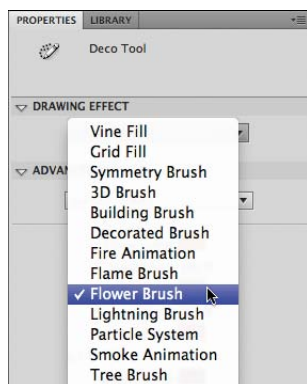 PROPERTIES LIBRARY
Deco Tool
DRAWING EFFECT
Vine Fill
Grid Fill
Symmetry Brush
ADVA
3D Brush
Building Brush
Decorated Brush
Fire Animation
Flame Brush
✓ Flower Brush
Lightning Brush
Particle System
Smoke Animation
Tree Brush